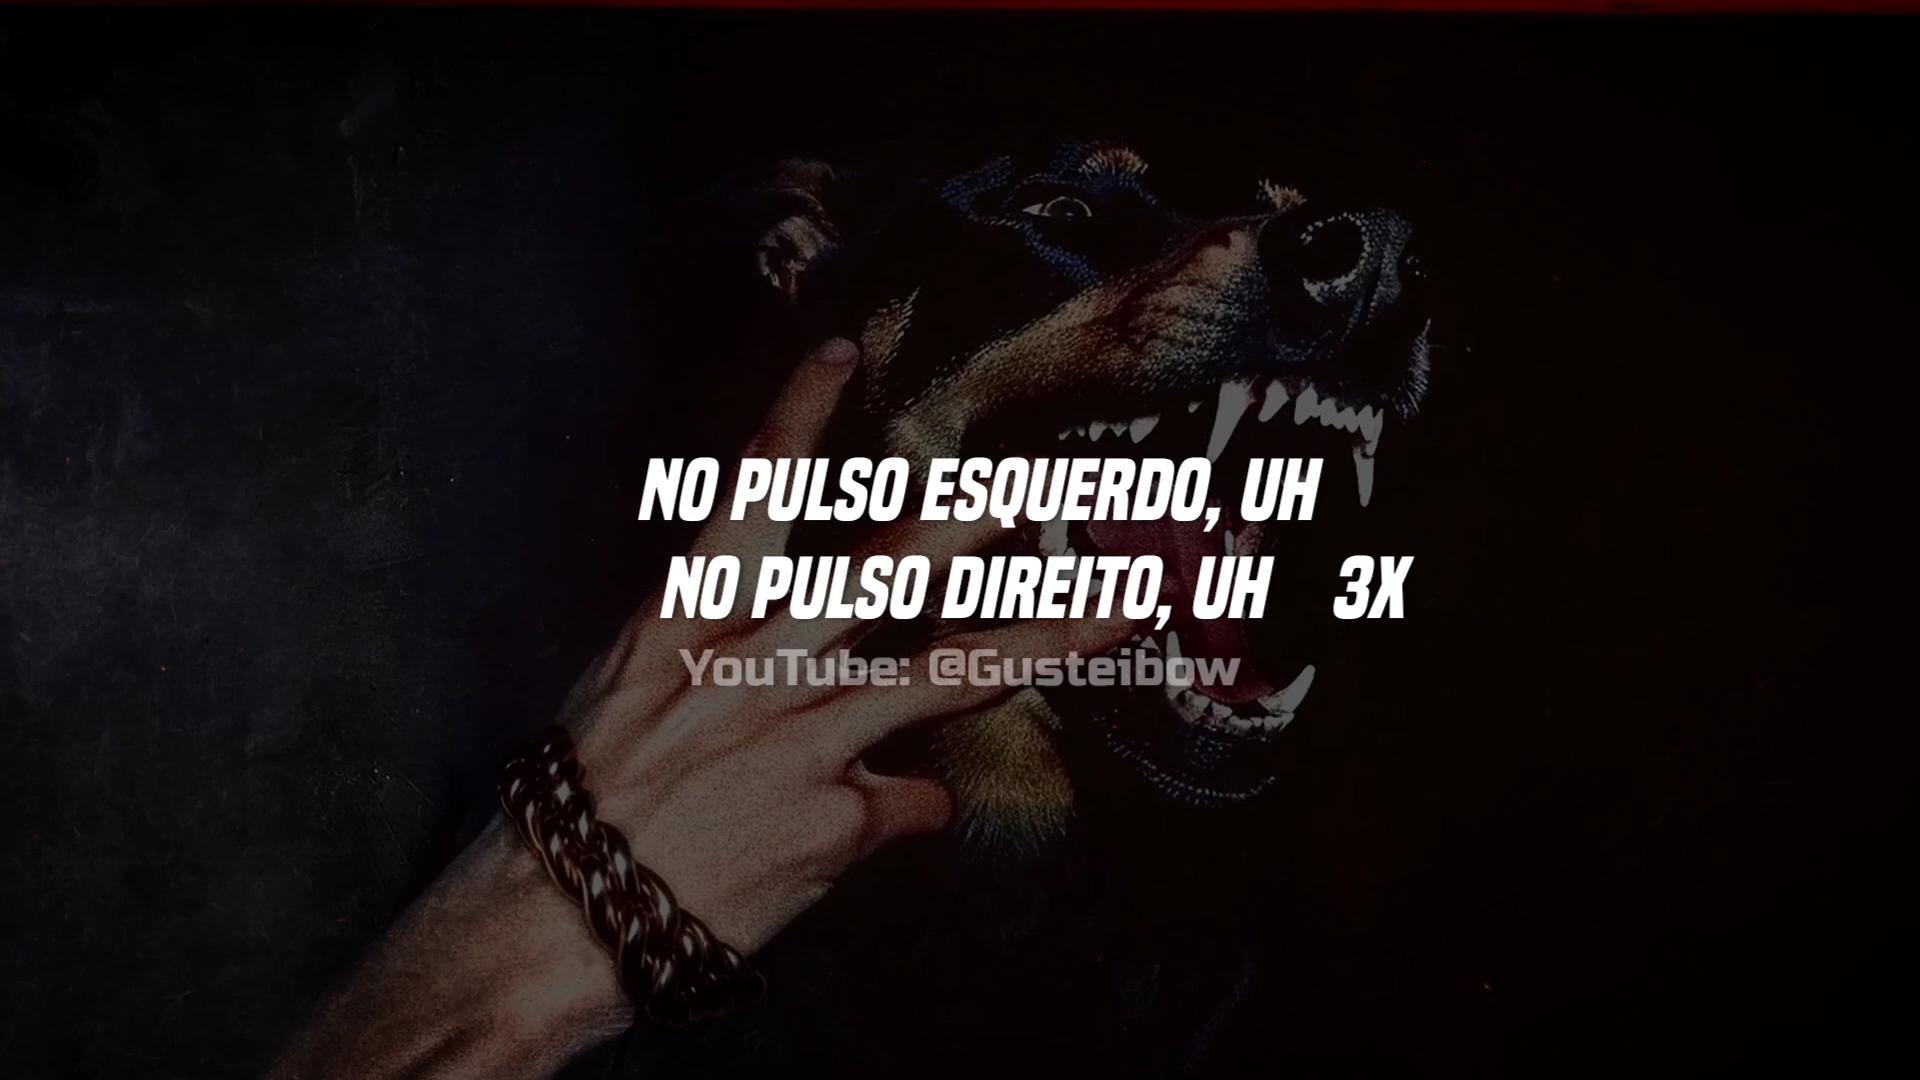 NO PULSO ESQUERDO, UH
NO PULSO DIREITO, UH 3X
YouTube: @Gusteibow